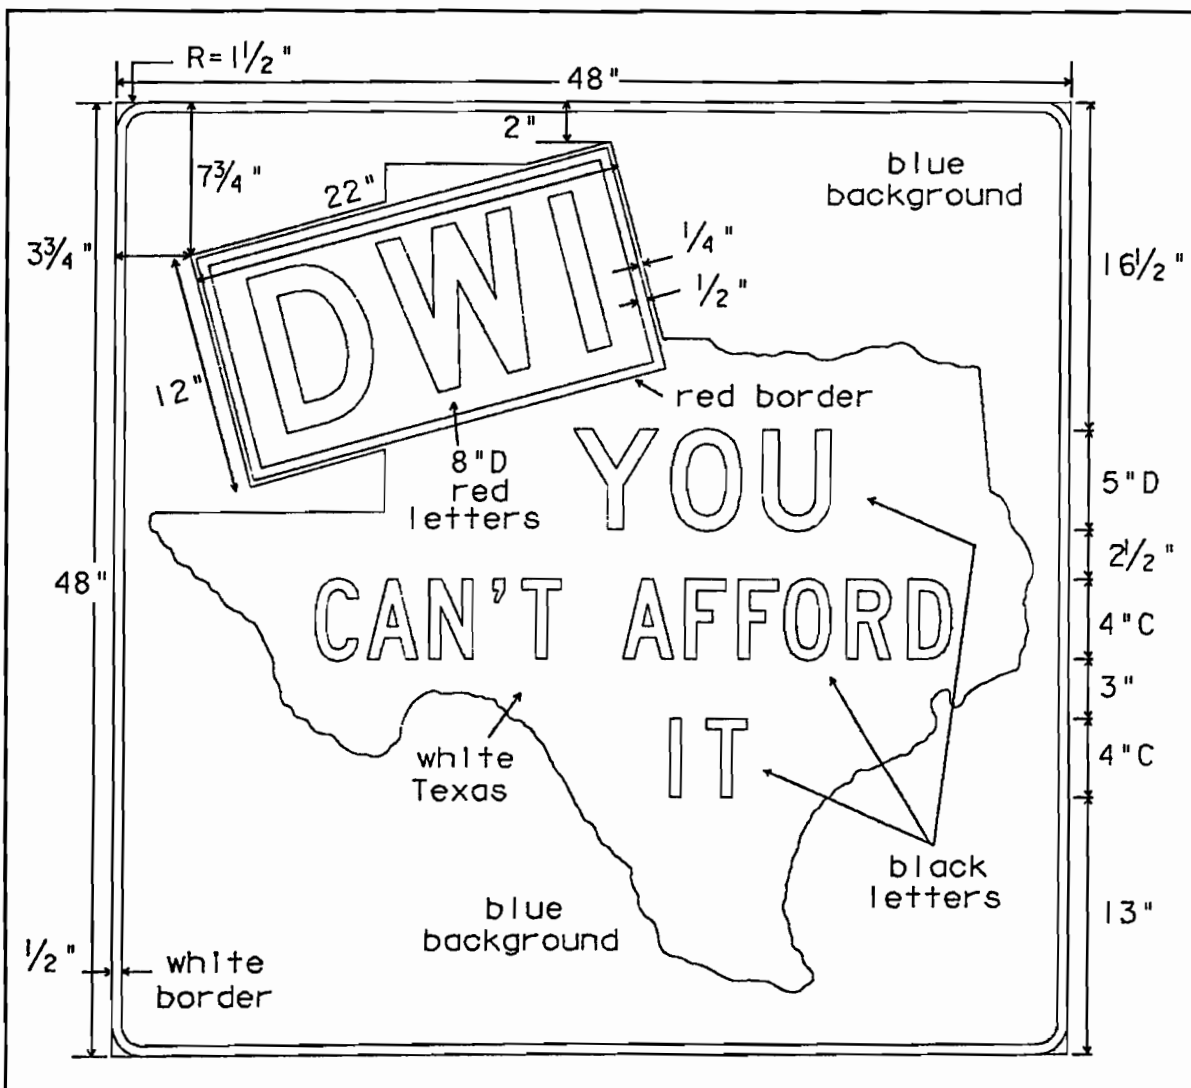 R=1½"
48"
2"
7¾"
22"
blue
background
3¾"
¼"
½"
16½"
DWI
12"
red border
8"D
red
letters
YOU
5"D
2½"
48"
CAN'T AFFORD
4"C
3"
white
Texas
IT
4"C
black
letters
blue
background
13"
½"
white
border